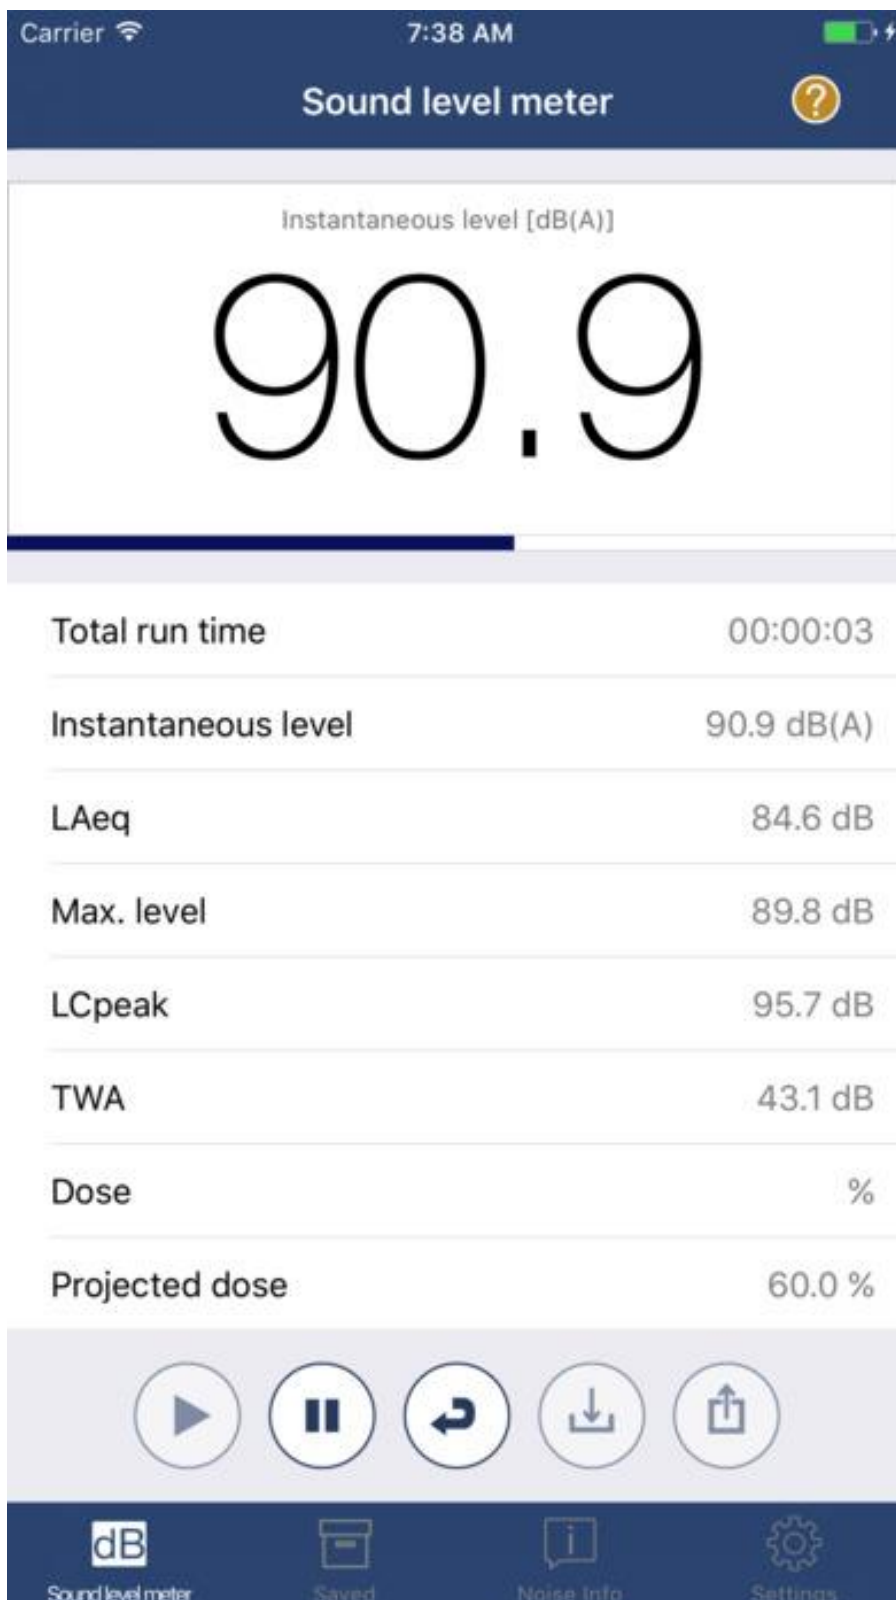 Carrier 7:38 AM
Sound level meter ?
Instantaneous level [dB(A)]
90.9
Total run time 00:00:03
Instantaneous level 90.9 dB(A)
LAeq 84.6 dB
Max. level 89.8 dB
LCpeak 95.7 dB
TWA 43.1 dB
Dose %
Projected dose 60.0 %
dB
Sound level meter Saved Noise Info Settings